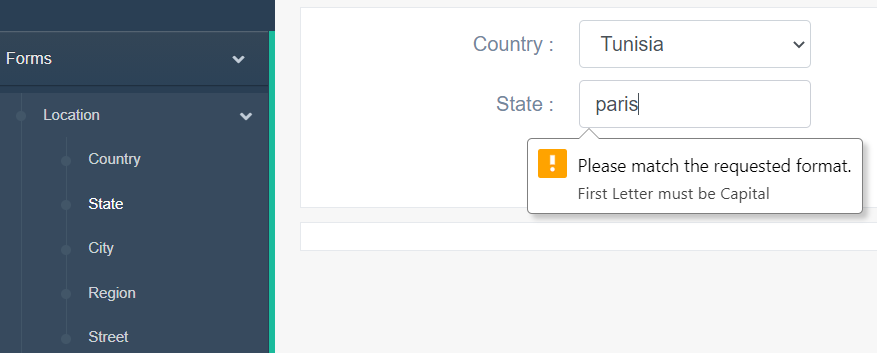 Forms
Location
Country
State
City
Region
Street
Country : Tunisia
State : paris
! Please match the requested format.
First Letter must be Capital